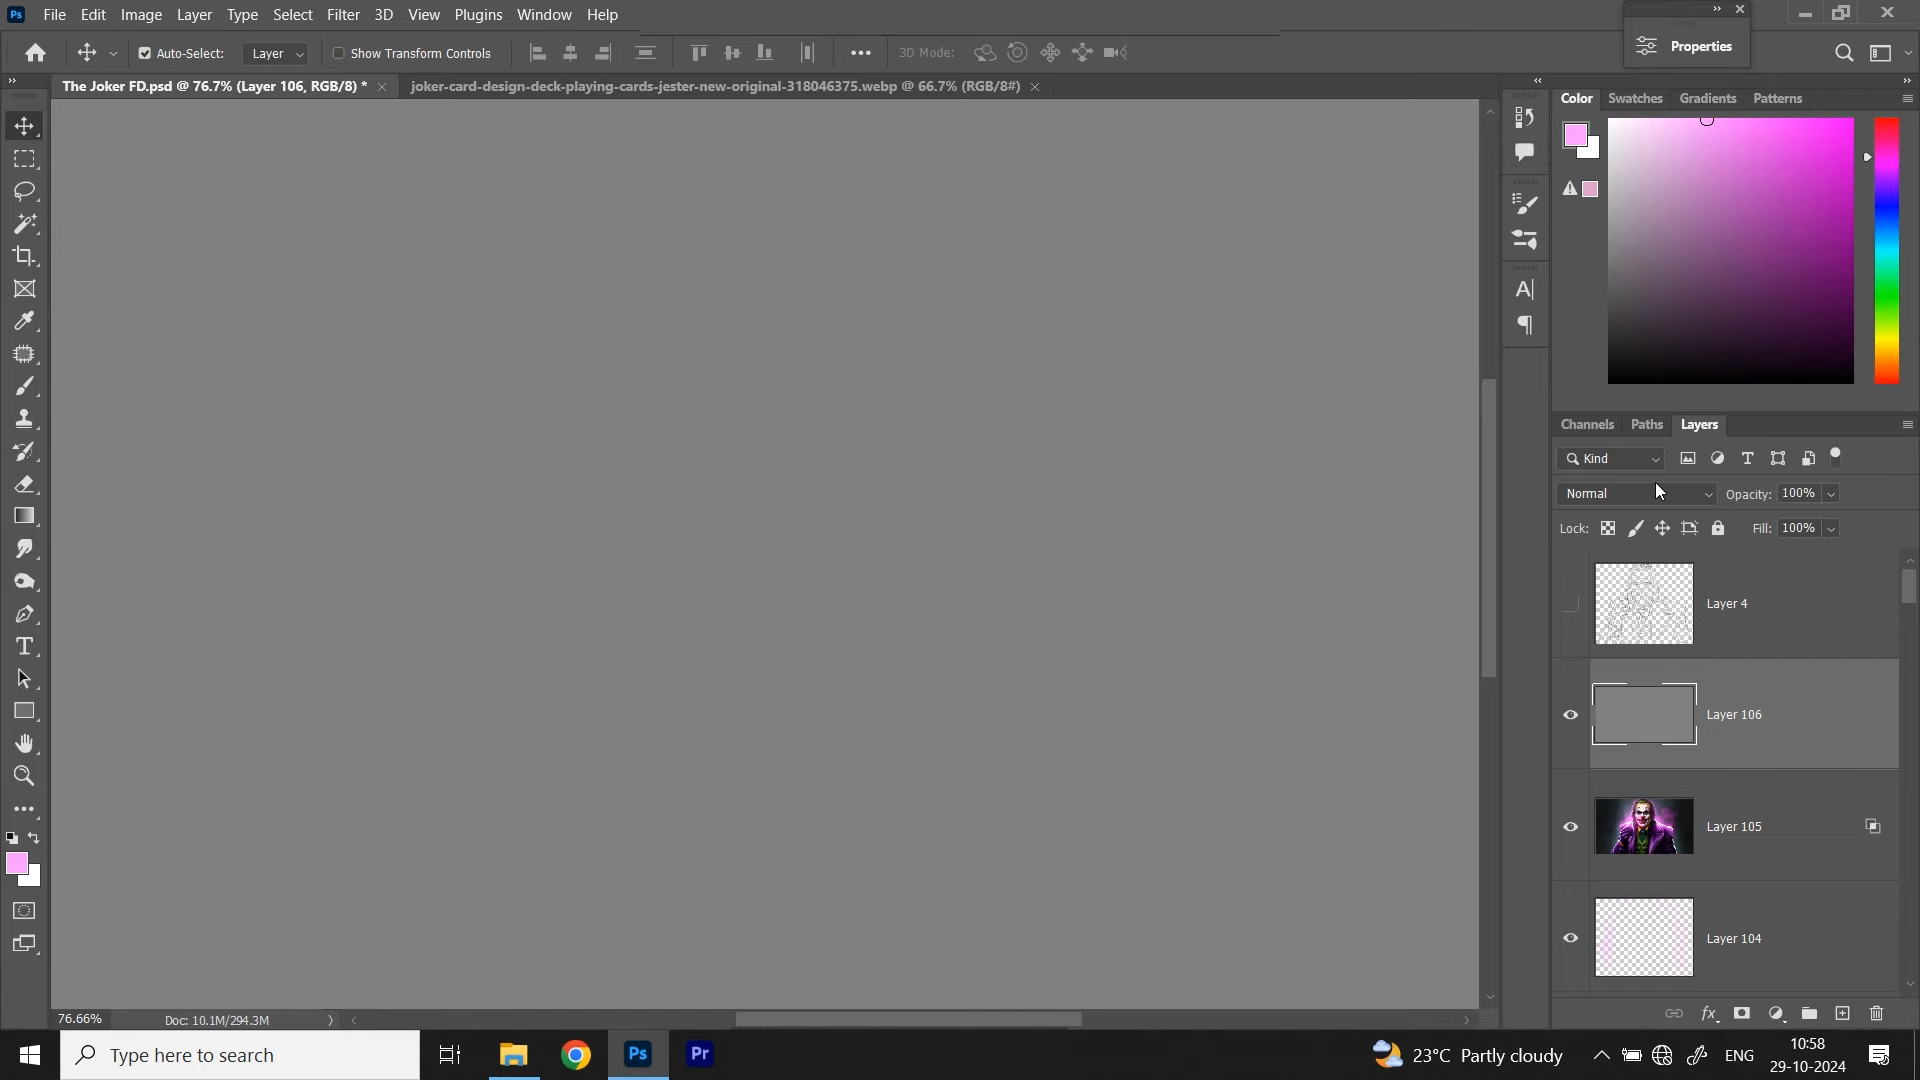 Ps File Edit Image Layer Type Select Filter 3D View Plugins Window Help
Properties
Auto-Select: Layer Show Transform Controls 3D Mode:
The Joker FD.psd @ 76.7% (Layer 106, RGB/8) * joker-card-design-deck-playing-cards-jester-new-original-318046375.webp @ 66.7% (RGB/8#)
Color Swatches Gradients Patterns
Channels Paths Layers
Kind
Normal Opacity: 100%
Lock: Fill: 100%
Layer 4
Layer 106
Layer 105
Layer 104
fx
76.66% Doc: 10.1M/294.3M
Type here to search
Ps Pr
23°C Partly cloudy
ENG
10:58
29-10-2024